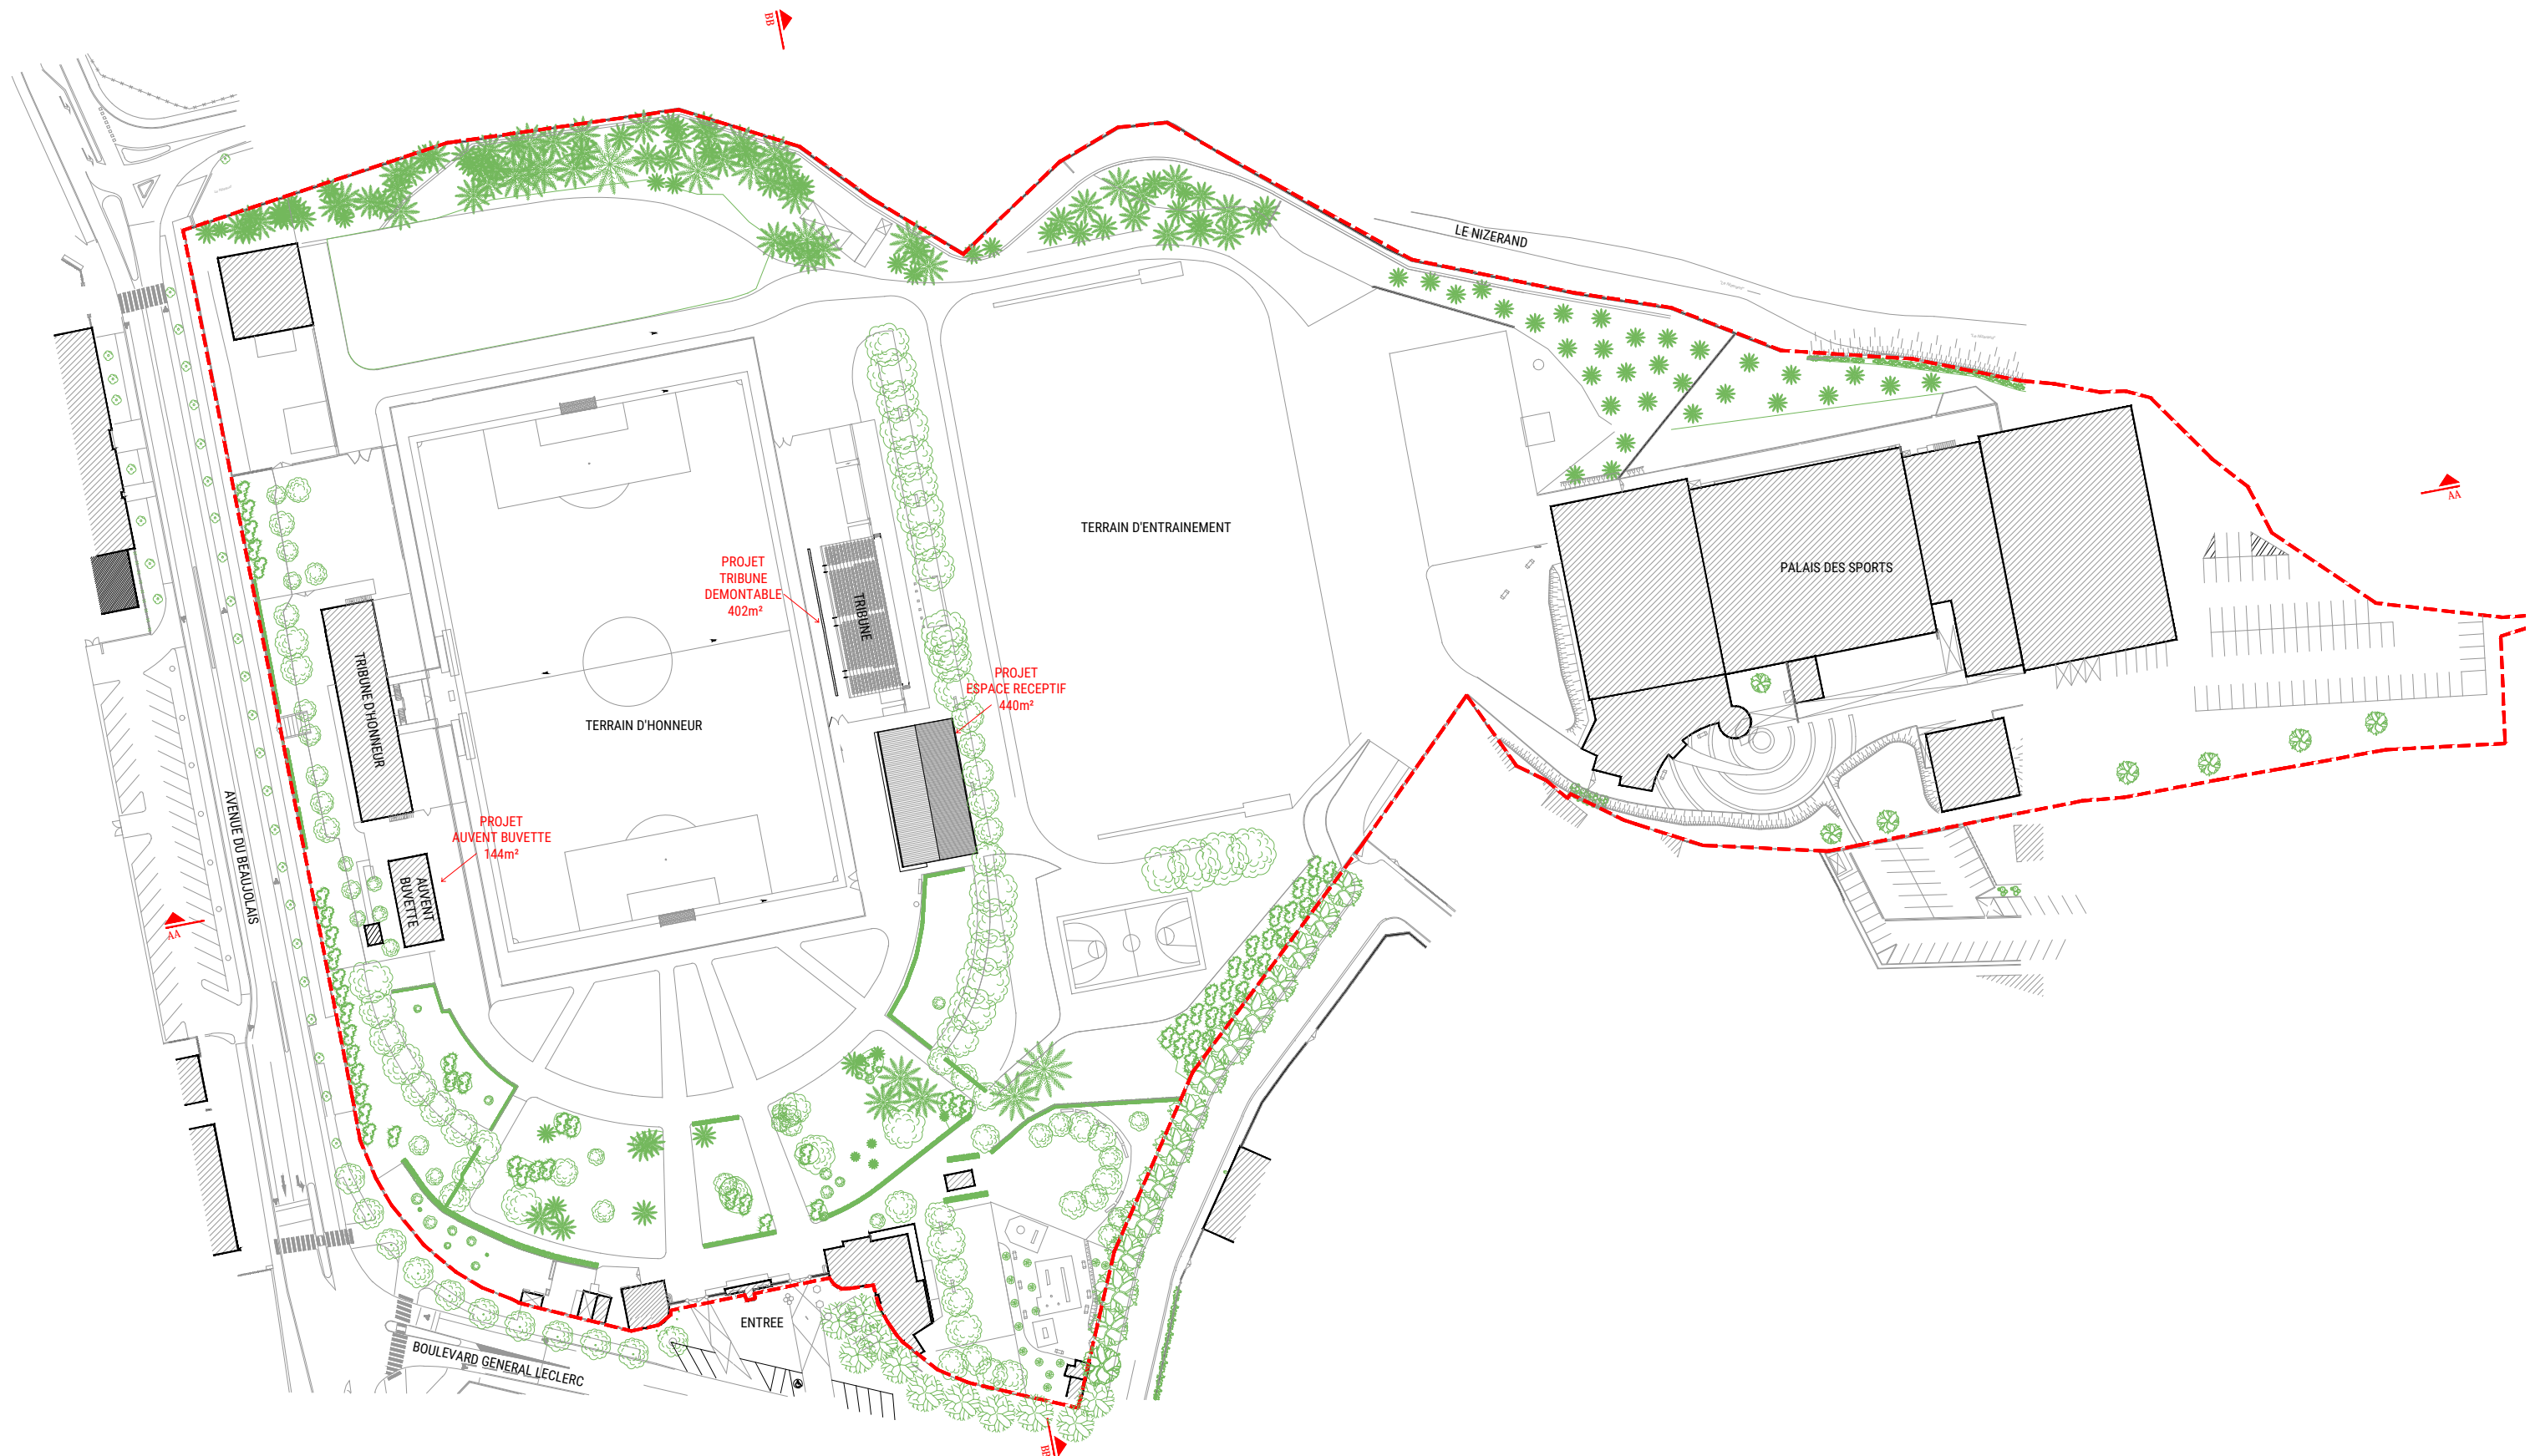 BB
LE NIZERAND
AA
TERRAIN D'ENTRAINEMENT
PROJET
TRIBUNE
DEMONTABLE
402m²
TRIBUNE
PALAIS DES SPORTS
TRIBUNE D'HONNEUR
PROJET
ESPACE RECEPTIF
440m²
TERRAIN D'HONNEUR
PROJET
AUVENT BUVETTE
144m²
AUVENT
BUVETTE
AVENUE DU BEAUJOLAIS
AA
ENTREE
BOULEVARD GENERAL LECLERC
BB